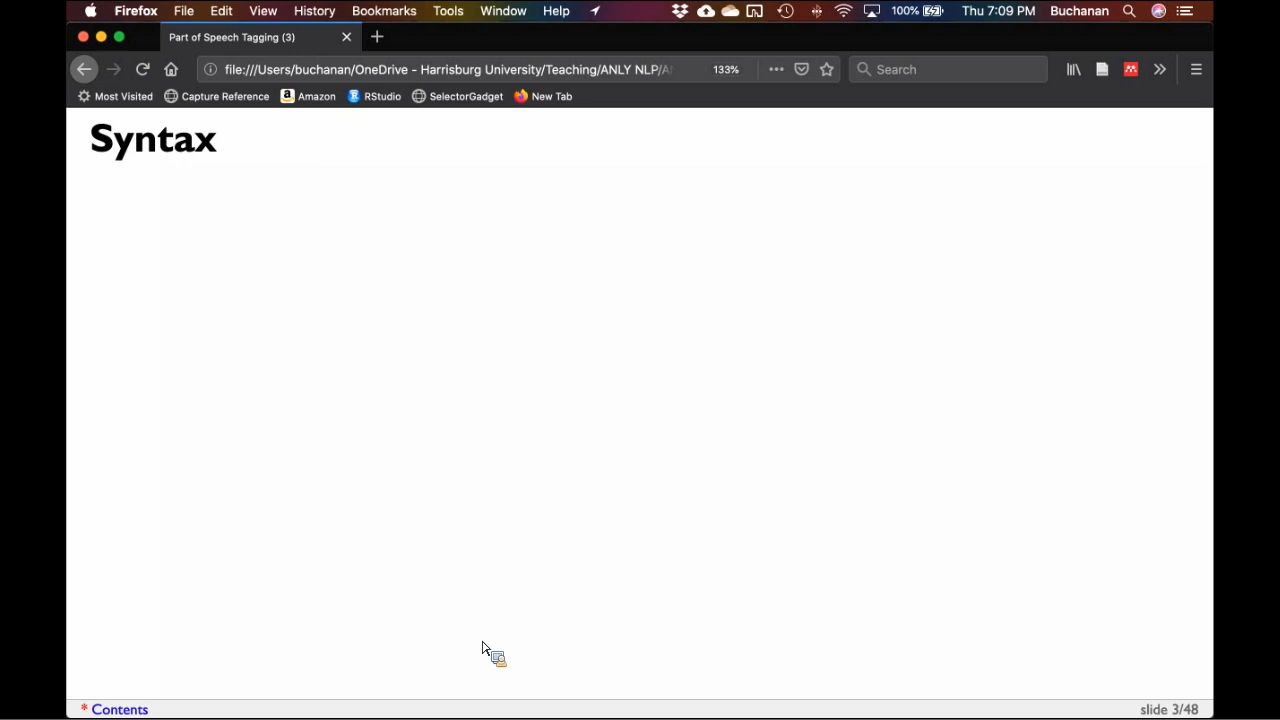 Firefox File Edit View History Bookmarks Tools Window Help 100% Thu 7:09 PM Buchanan
Part of Speech Tagging (3)
file:///Users/buchanan/OneDrive - Harrisburg University/Teaching/ANLY NLP/A 133% Search
Most Visited Capture Reference Amazon RStudio SelectorGadget New Tab
Syntax
* Contents slide 3/48